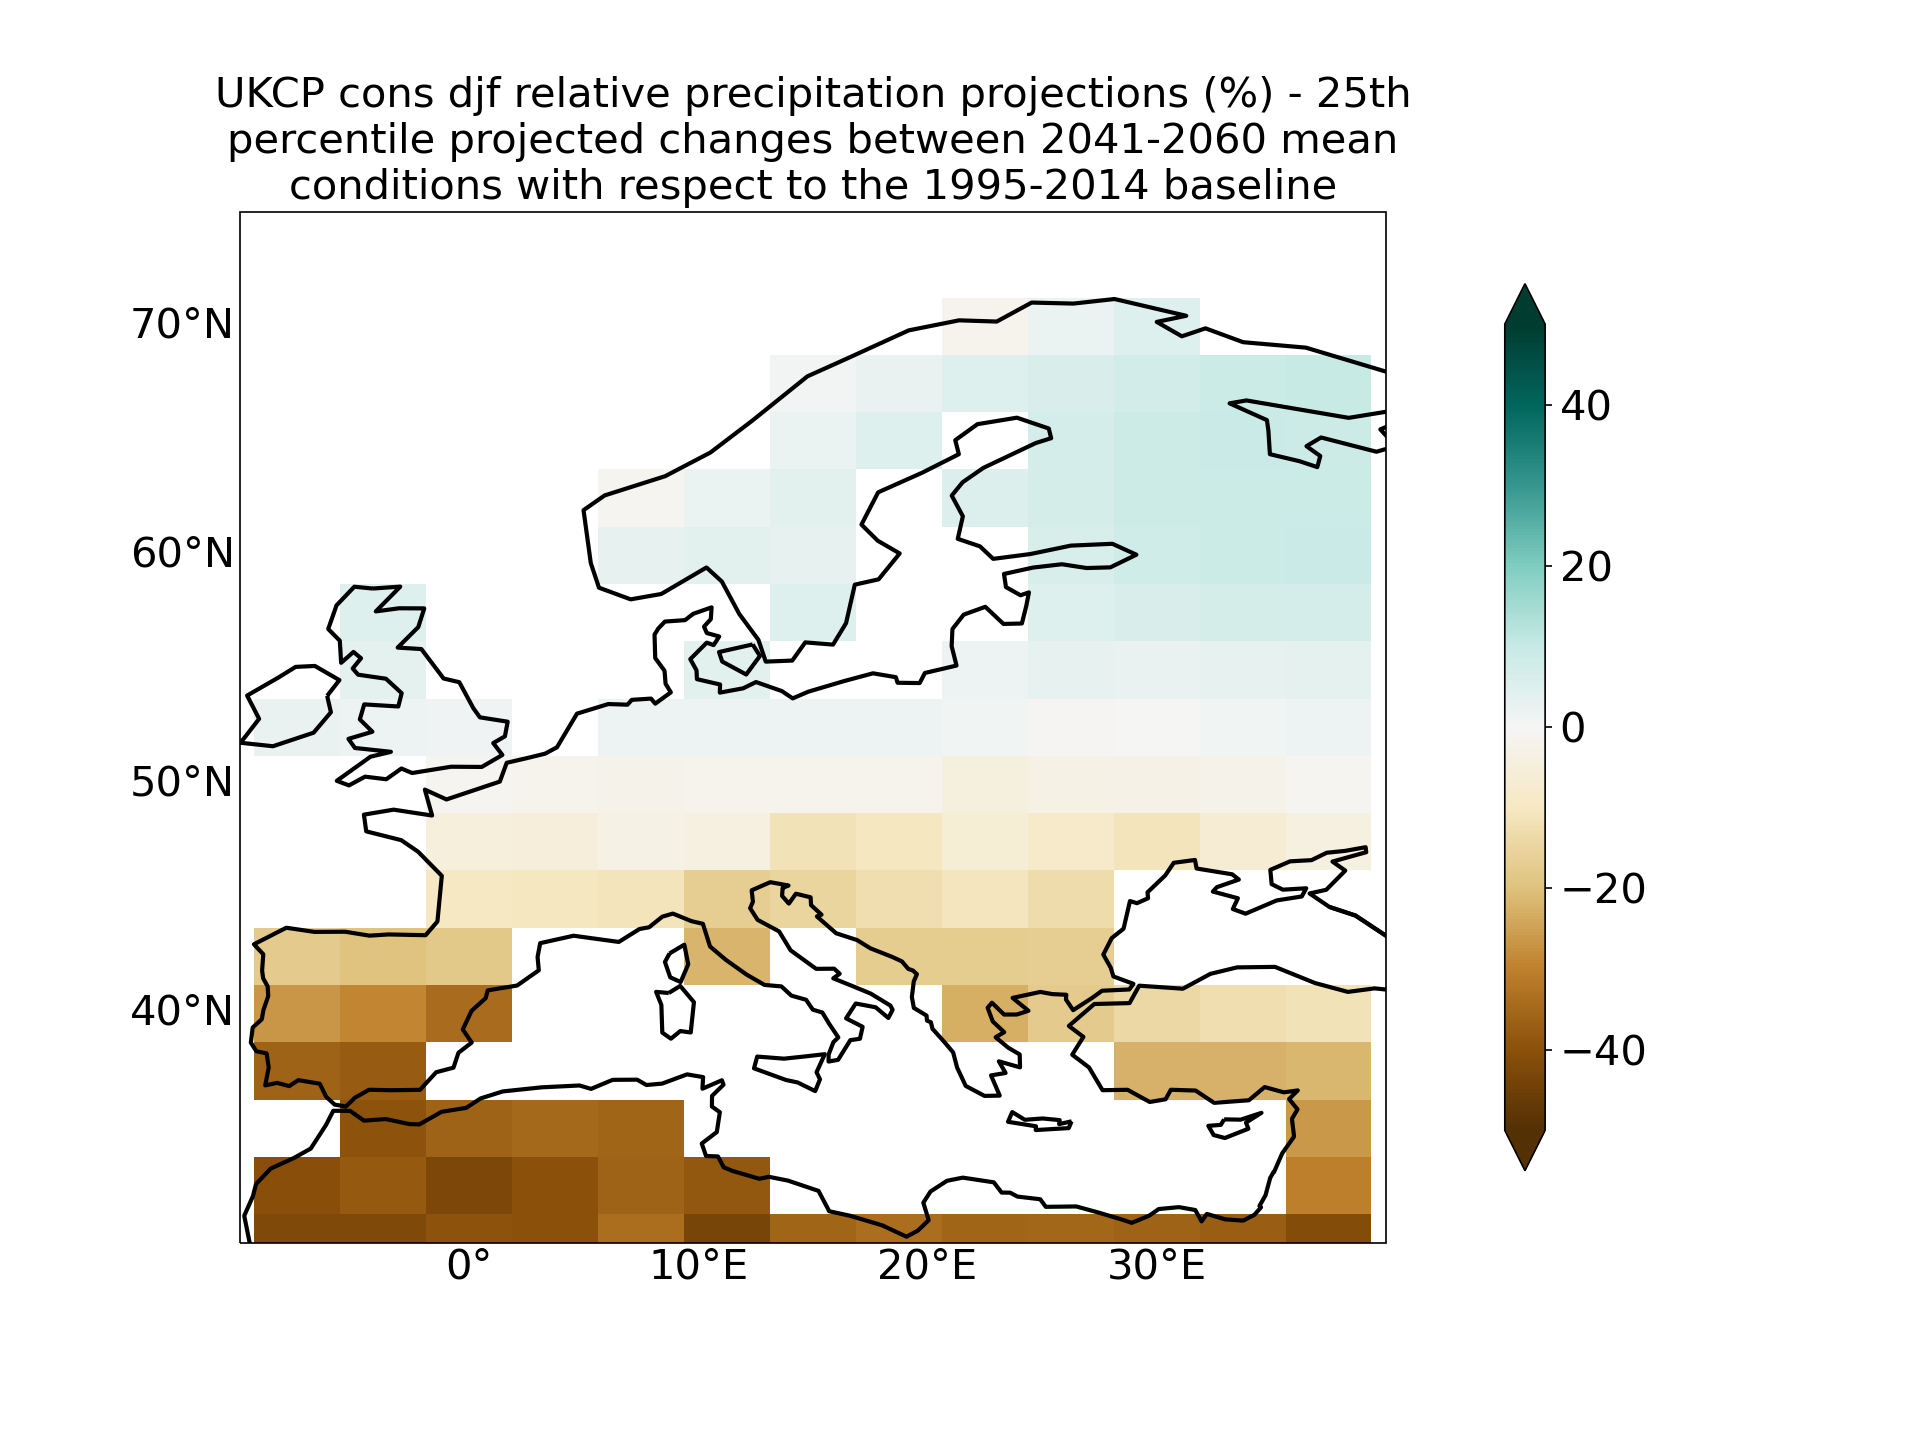 UKCP cons djf relative precipitation projections (%) - 25th
percentile projected changes between 2041-2060 mean
conditions with respect to the 1995-2014 baseline
70°N
60°N
50°N
40°N
0°
10°E
20°E
30°E
40
20
0
−20
−40